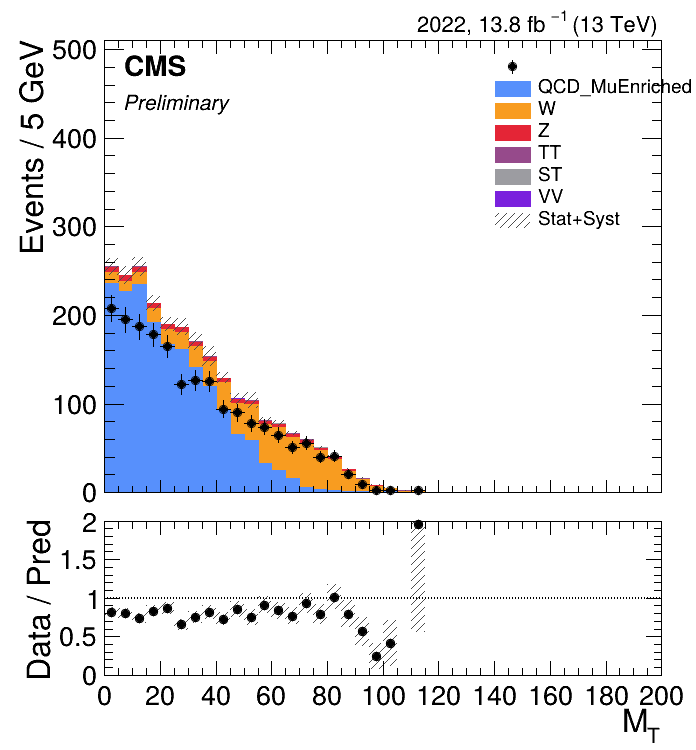 2022, 13.8 fb⁻¹ (13 TeV)
CMS
Preliminary
QCD_MuEnriched
W
Z
TT
ST
VV
Stat+Syst
Events / 5 GeV
500
400
300
200
100
0
Data / Pred
2
1.5
1
0.5
0
0 20 40 60 80 100 120 140 160 180 200
M_T